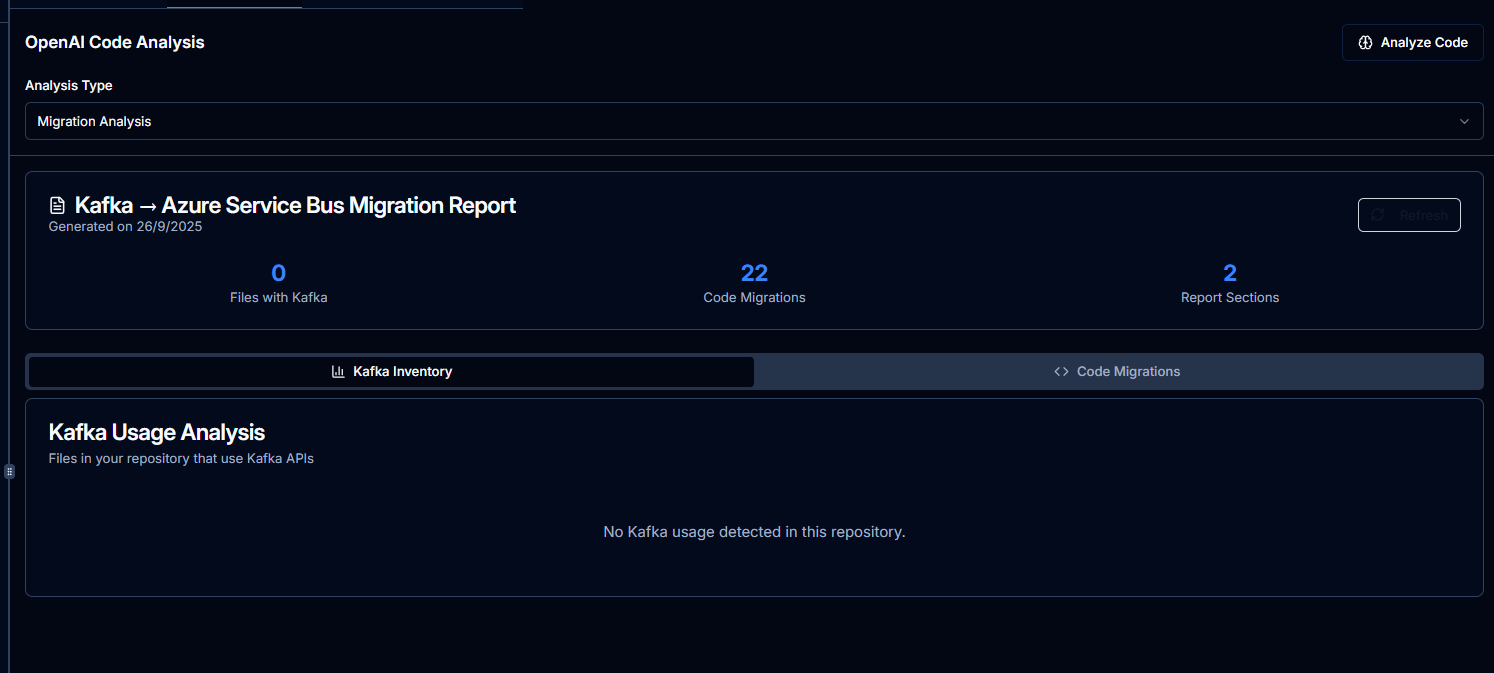 OpenAI Code Analysis
Analyze Code
Analysis Type
Migration Analysis
Kafka → Azure Service Bus Migration Report
Generated on 26/9/2025
Refresh
0
22
2
Files with Kafka
Code Migrations
Report Sections
Kafka Inventory
Code Migrations
Kafka Usage Analysis
Files in your repository that use Kafka APIs
No Kafka usage detected in this repository.